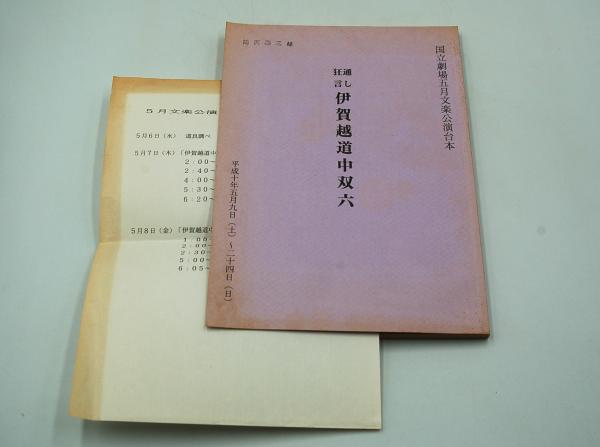 国立劇場五月文楽公演台本
通し
狂言
伊賀越道中双六
平成十年五月九日（土）～二十四日（日）
5月文楽公演
5月6日（水） 道具調べ
5月7日（木）「伊賀越道中
2：00～
2：40～
4：00～
5：30～
6：20～
5月8日（金）「伊賀越道中
1：00
2：00～
2：30～
5：00～
6：05～